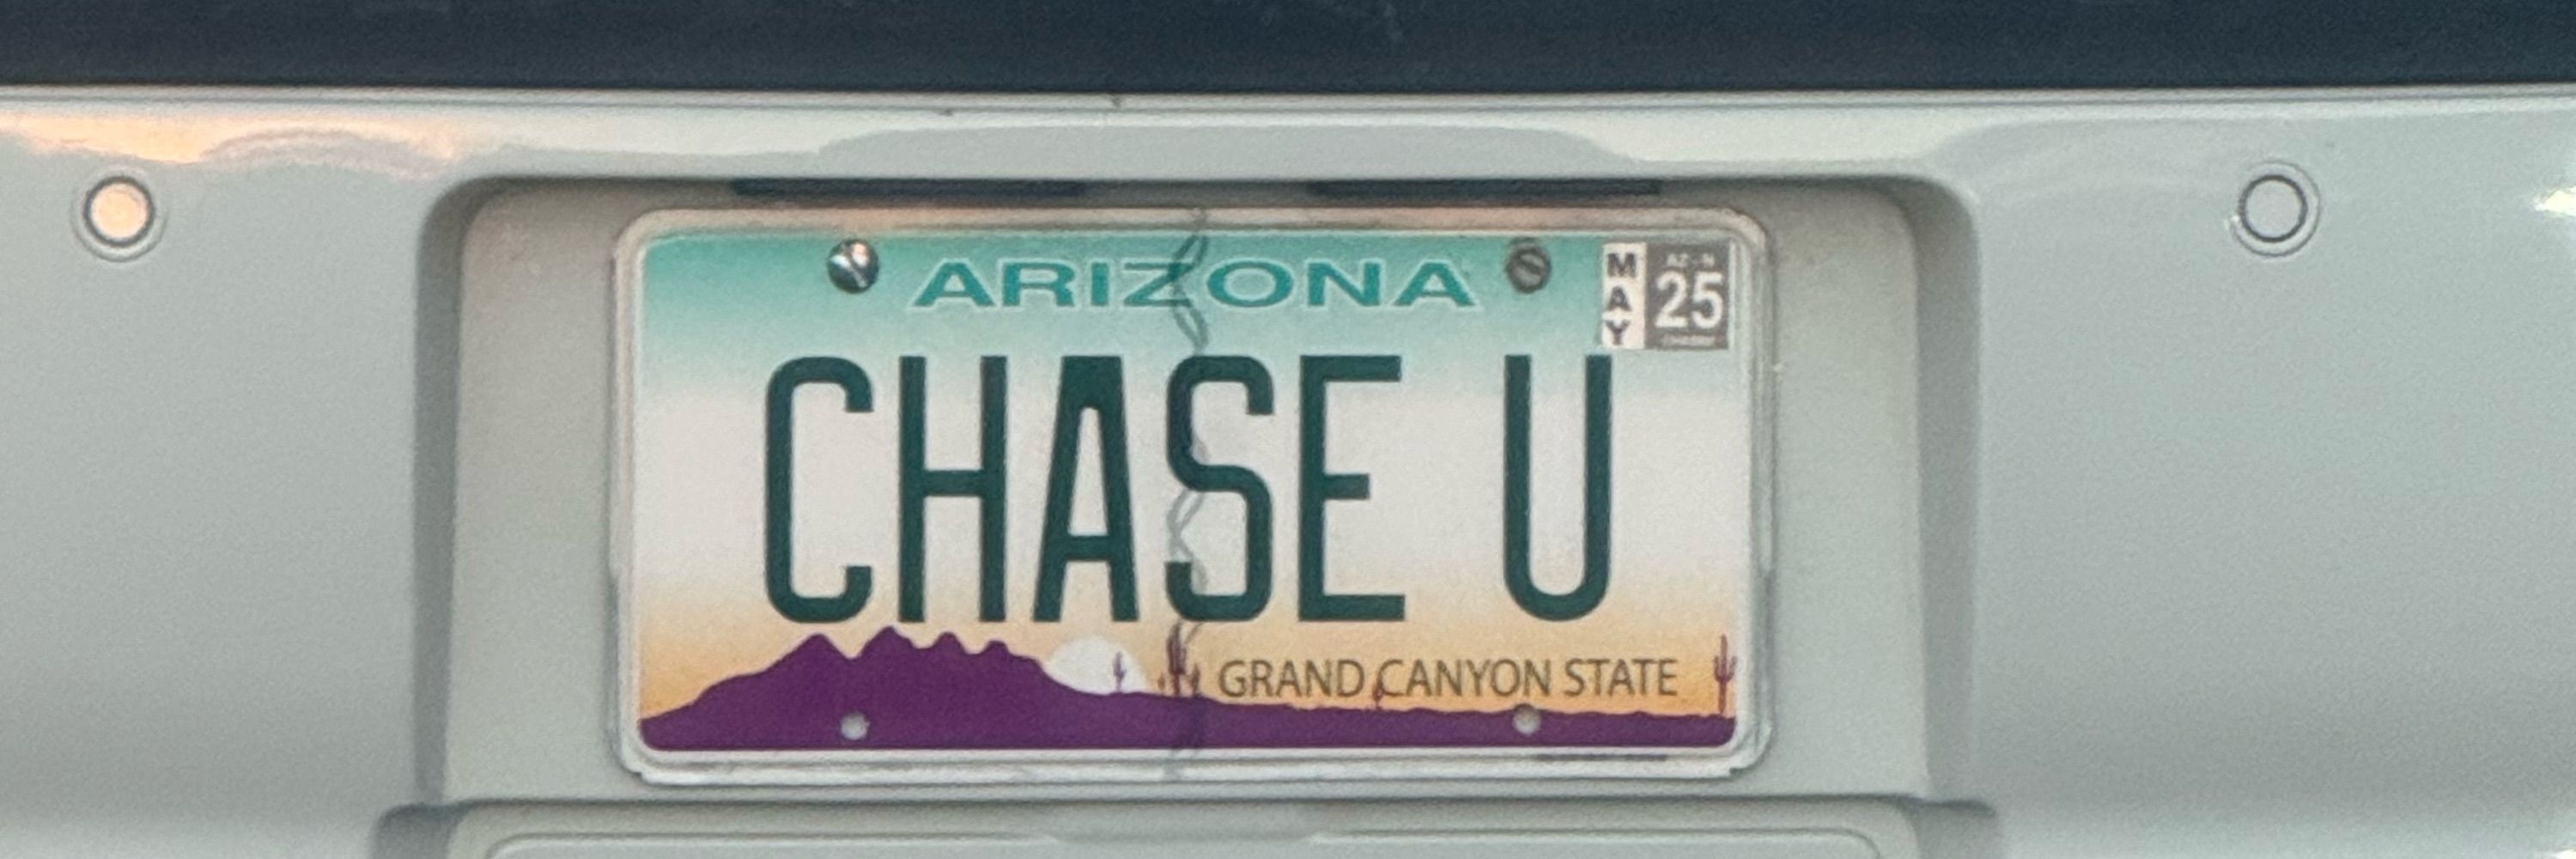 ARIZONA
MAY
25
CHASE U
GRAND CANYON STATE